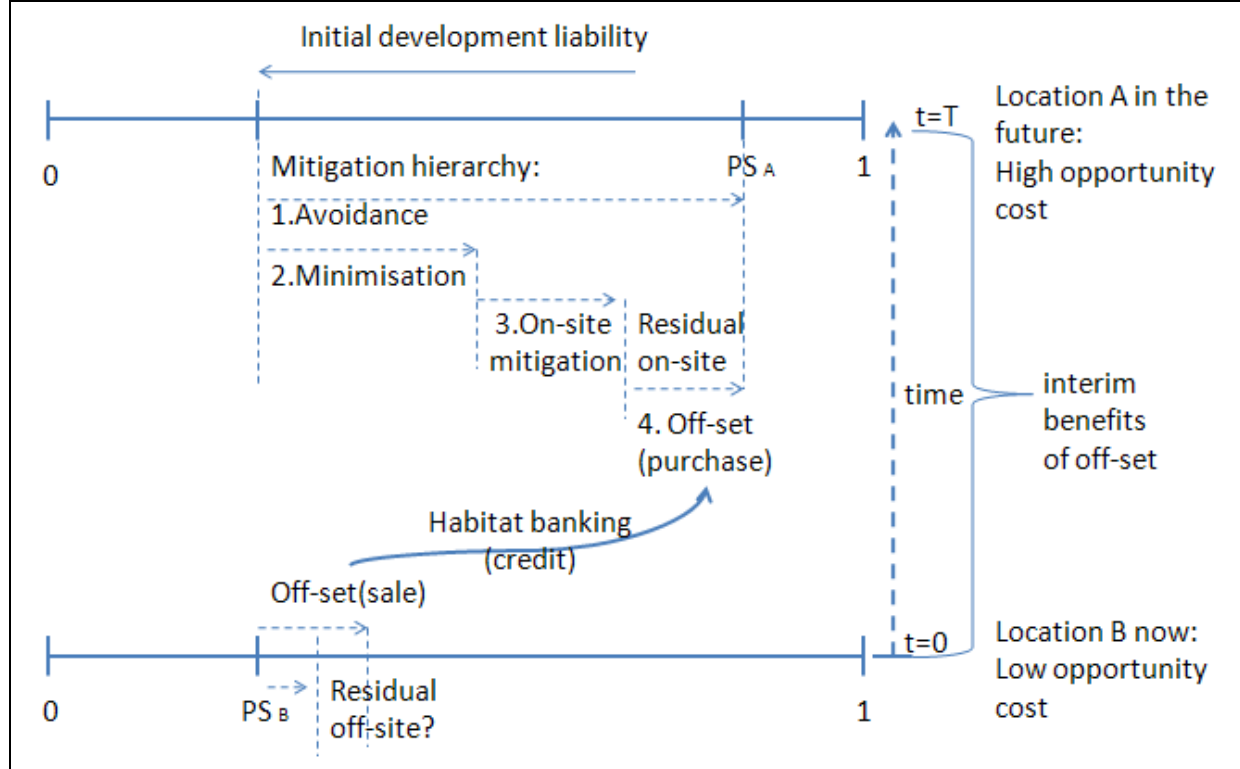 Initial development liability
0
Mitigation hierarchy:
PS A
1
1.Avoidance
2.Minimisation
3.On-site
mitigation
Residual
on-site
4. Off-set
(purchase)
Habitat banking
(credit)
Off-set(sale)
0
PS B
Residual
off-site?
1
t=T
time
t=0
Location A in the
future:
High opportunity
cost
interim
benefits
of off-set
Location B now:
Low opportunity
cost